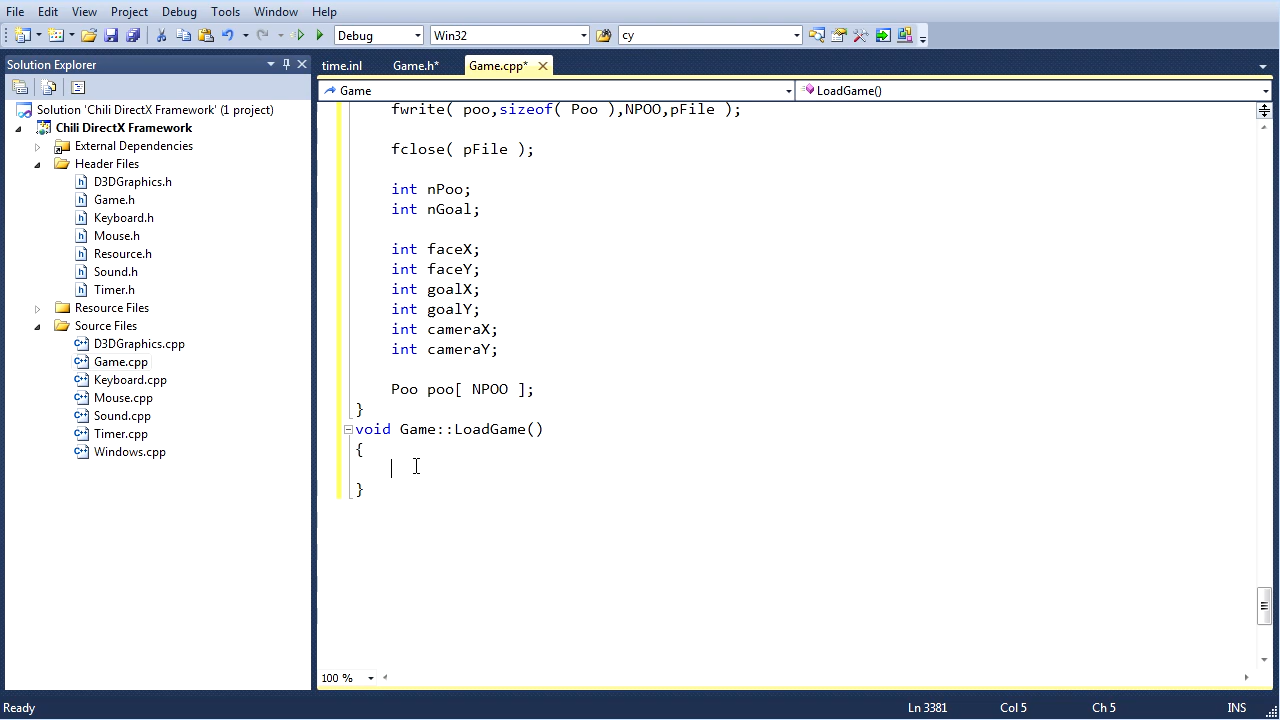 File Edit View Project Debug Tools Window Help
Debug Win32 cy
Solution Explorer
time.inl Game.h* Game.cpp*
Game LoadGame()
Solution 'Chili DirectX Framework' (1 project)
Chili DirectX Framework
External Dependencies
Header Files
D3DGraphics.h
Game.h
Keyboard.h
Mouse.h
Resource.h
Sound.h
Timer.h
Resource Files
Source Files
D3DGraphics.cpp
Game.cpp
Keyboard.cpp
Mouse.cpp
Sound.cpp
Timer.cpp
Windows.cpp
fwrite( poo,sizeof( Poo ),NPOO,pFile );
fclose( pFile );
int nPoo;
int nGoal;
int faceX;
int faceY;
int goalX;
int goalY;
int cameraX;
int cameraY;
Poo poo[ NPOO ];
}
void Game::LoadGame()
{
}
100 %
Ready Ln 3381 Col 5 Ch 5 INS